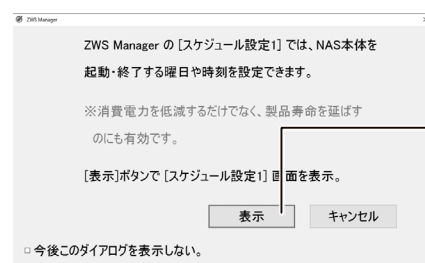 ZWS Manager
ZWS Manager の [スケジュール設定1] では、NAS本体を
起動・終了する曜日や時刻を設定できます。
※消費電力を低減するだけでなく、製品寿命を延ばす
のにも有効です。
[表示]ボタンで [スケジュール設定1] 画面を表示。
表示 キャンセル
今後このダイアログを表示しない。